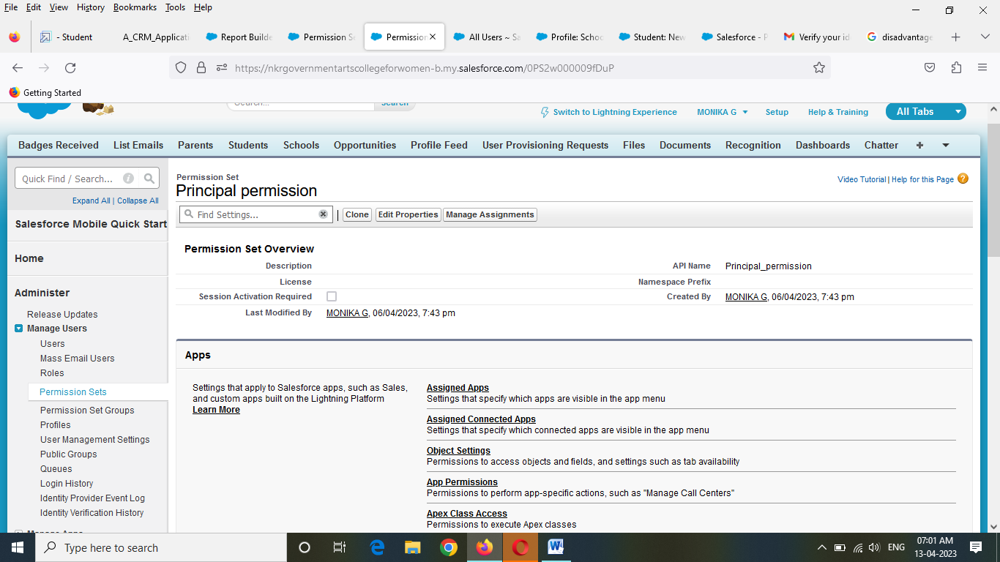 File Edit View History Bookmarks Tools Help
- Student
A_CRM_Applicati
Report Builde
Permission S
Permission
All Users ~ Sa
Profile: Schoo
Student: New
Salesforce - P
Verify your id
disadvantage
https://nkrgovernmentartscollegeforwomen-b.my.salesforce.com/0PS2w000009fDuP
Getting Started
Search... Search
Switch to Lightning Experience MONIKA G Setup Help & Training All Tabs
Badges Received List Emails Parents Students Schools Opportunities Profile Feed User Provisioning Requests Files Documents Recognition Dashboards Chatter +
Quick Find / Search...
Expand All | Collapse All
Salesforce Mobile Quick Start
Home
Administer
Release Updates
Manage Users
Users
Mass Email Users
Roles
Permission Sets
Permission Set Groups
Profiles
User Management Settings
Public Groups
Queues
Login History
Identity Provider Event Log
Identity Verification History
Manage Apps
Permission Set
Principal permission
Video Tutorial | Help for this Page
Find Settings... | Clone Edit Properties Manage Assignments
Permission Set Overview
Description API Name Principal_permission
License Namespace Prefix
Session Activation Required Created By MONIKA G, 06/04/2023, 7:43 pm
Last Modified By MONIKA G, 06/04/2023, 7:43 pm
Apps
Settings that apply to Salesforce apps, such as Sales,
and custom apps built on the Lightning Platform
Learn More
Assigned Apps
Settings that specify which apps are visible in the app menu
Assigned Connected Apps
Settings that specify which connected apps are visible in the app menu
Object Settings
Permissions to access objects and fields, and settings such as tab availability
App Permissions
Permissions to perform app-specific actions, such as "Manage Call Centers"
Apex Class Access
Permissions to execute Apex classes
Type here to search
ENG
07:01 AM
13-04-2023